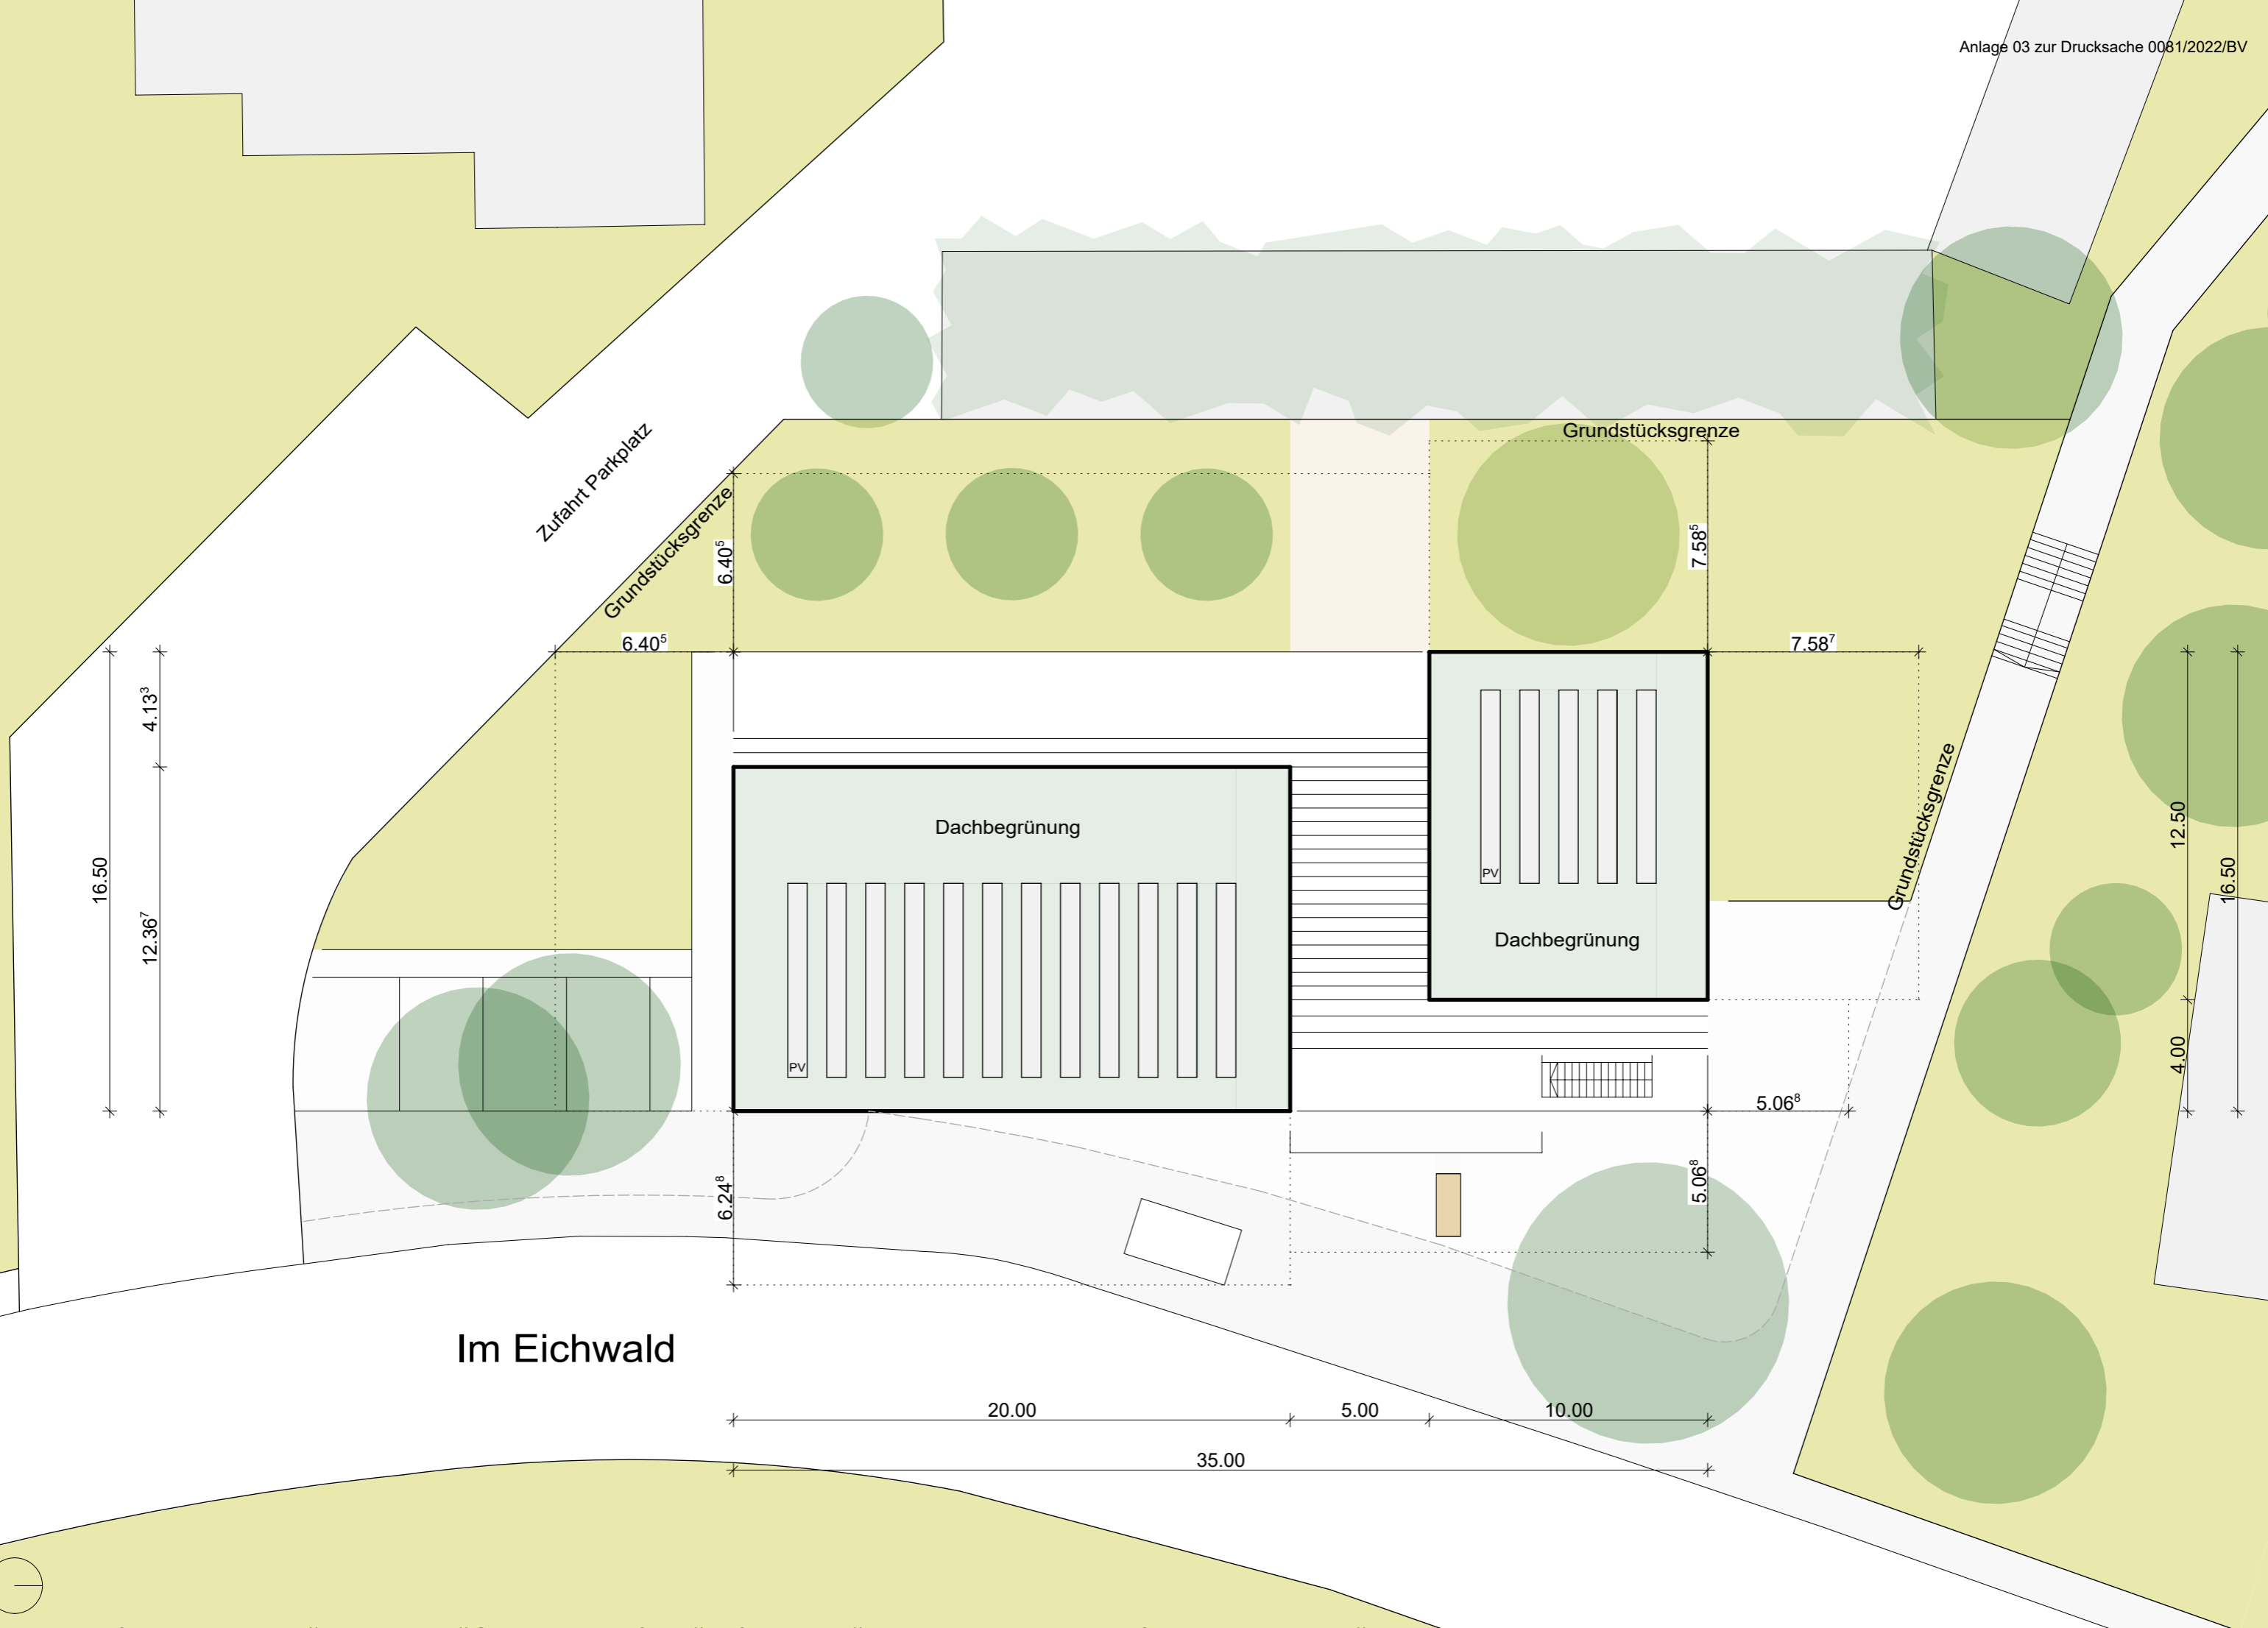 Anlage 03 zur Drucksache 0081/2022/BV
Grundstücksgrenze
Zufahrt Parkplatz
Grundstücksgrenze
6.40⁵
7.58⁵
6.40⁵
7.58⁷
4.13³
12.36⁷
16.50
Dachbegrünung
PV
PV
Dachbegrünung
Grundstücksgrenze
12.50
16.50
4.00
5.06⁸
5.06⁸
6.24⁸
Im Eichwald
20.00
5.00
10.00
35.00